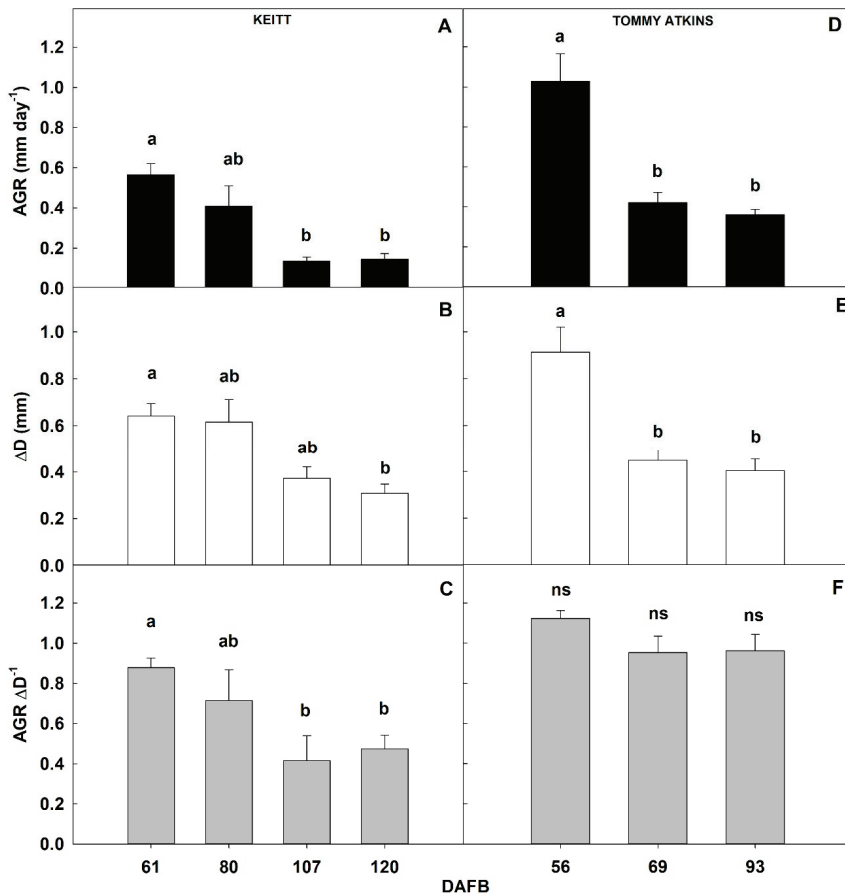 KEITT
TOMMY ATKINS
A
D
AGR (mm day-1)
1.2
1.0
0.8
0.6
0.4
0.2
0.0
a
ab
b
b
a
b
b
B
E
ΔD (mm)
1.0
0.8
0.6
0.4
0.2
0.0
a
ab
ab
b
a
b
b
C
F
AGR ΔD-1
1.2
1.0
0.8
0.6
0.4
0.2
0.0
a
ab
b
b
ns
ns
ns
61 80 107 120 56 69 93
DAFB